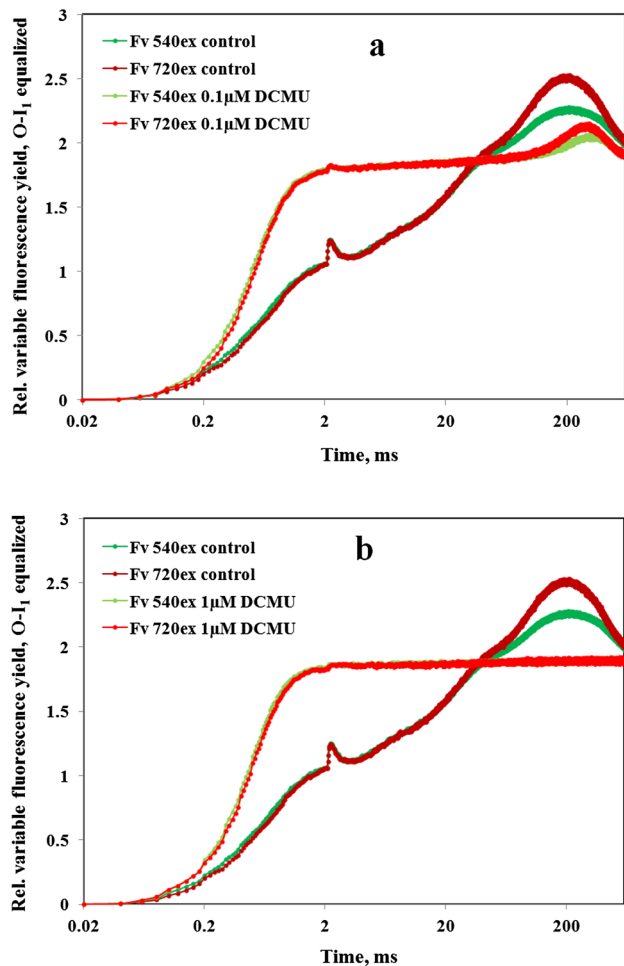 Rel. variable fluorescence yield, O-I₁ equalized
3
2.5
2
1.5
1
0.5
0
a
Fv 540ex control
Fv 720ex control
Fv 540ex 0.1µM DCMU
Fv 720ex 0.1µM DCMU
0.02 0.2 2 20 200
Time, ms
Rel. variable fluorescence yield, O-I₁ equalized
3
2.5
2
1.5
1
0.5
0
b
Fv 540ex control
Fv 720ex control
Fv 540ex 1µM DCMU
Fv 720ex 1µM DCMU
0.02 0.2 2 20 200
Time, ms